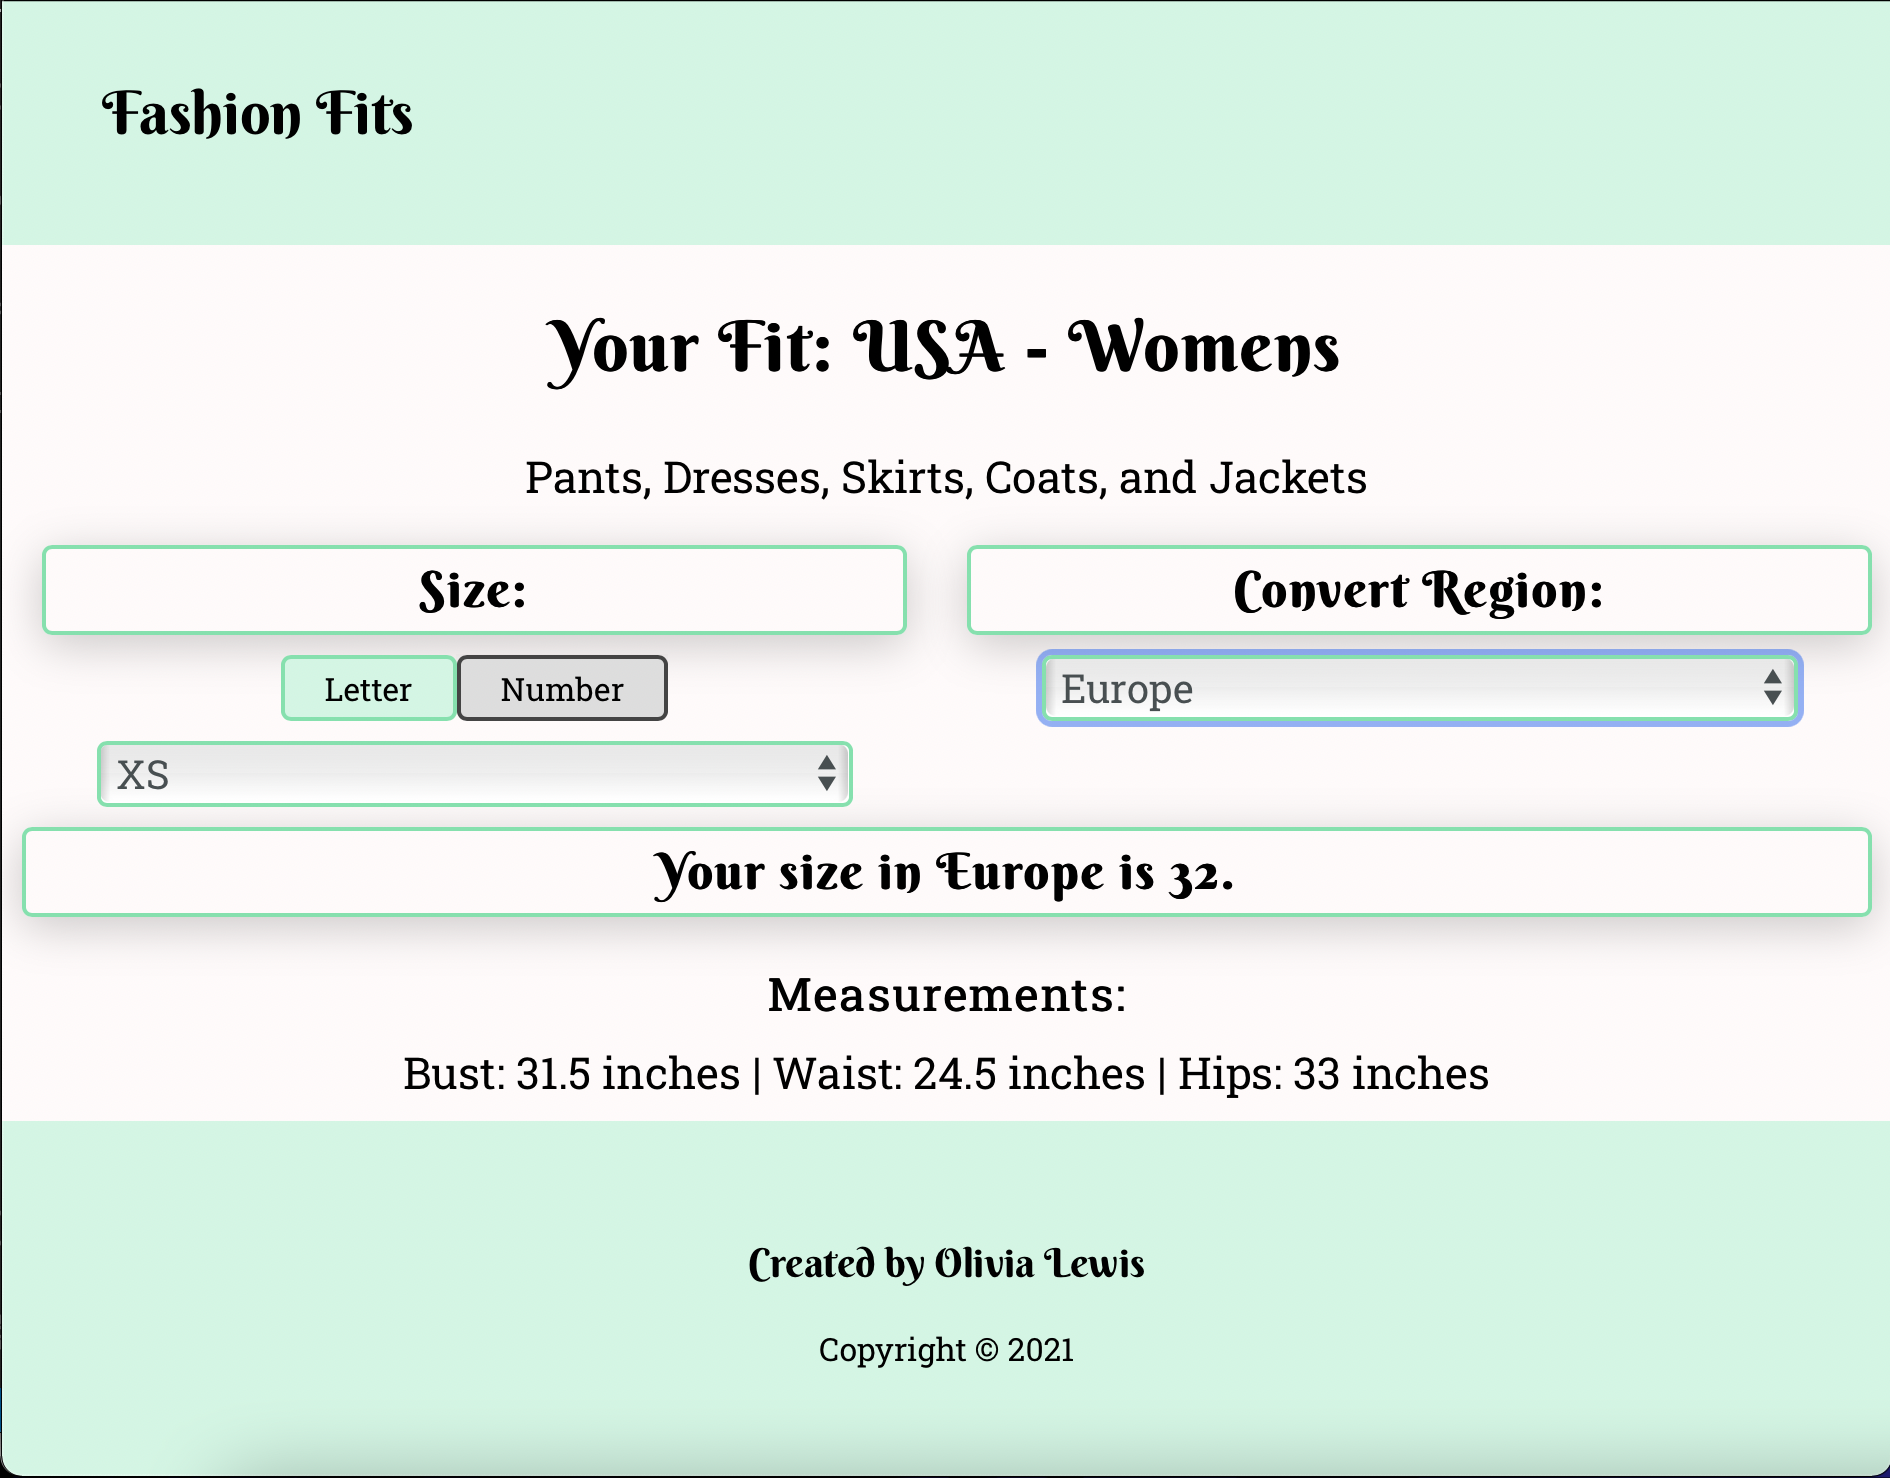 Fashion Fits
Your Fit: USA - Womens
Pants, Dresses, Skirts, Coats, and Jackets
Size:
Convert Region:
Letter Number
Europe
XS
Your size in Europe is 32.
Measurements:
Bust: 31.5 inches | Waist: 24.5 inches | Hips: 33 inches
Created by Olivia Lewis
Copyright © 2021